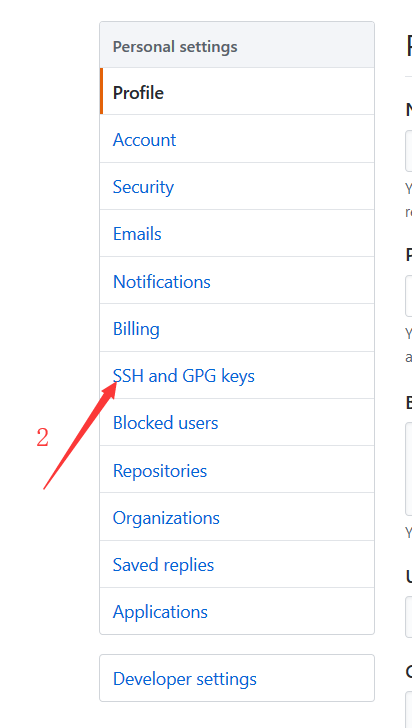 Personal settings
Profile
Account
Security
Emails
Notifications
Billing
SSH and GPG keys
2
Blocked users
Repositories
Organizations
Saved replies
Applications
Developer settings